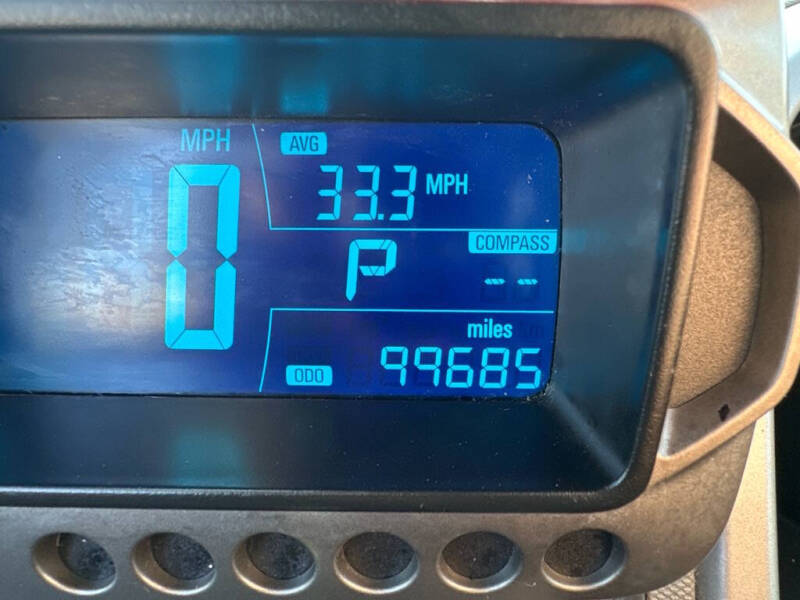 MPH
0
AVG
33.3 MPH
P
COMPASS
--
miles
ODO 99685